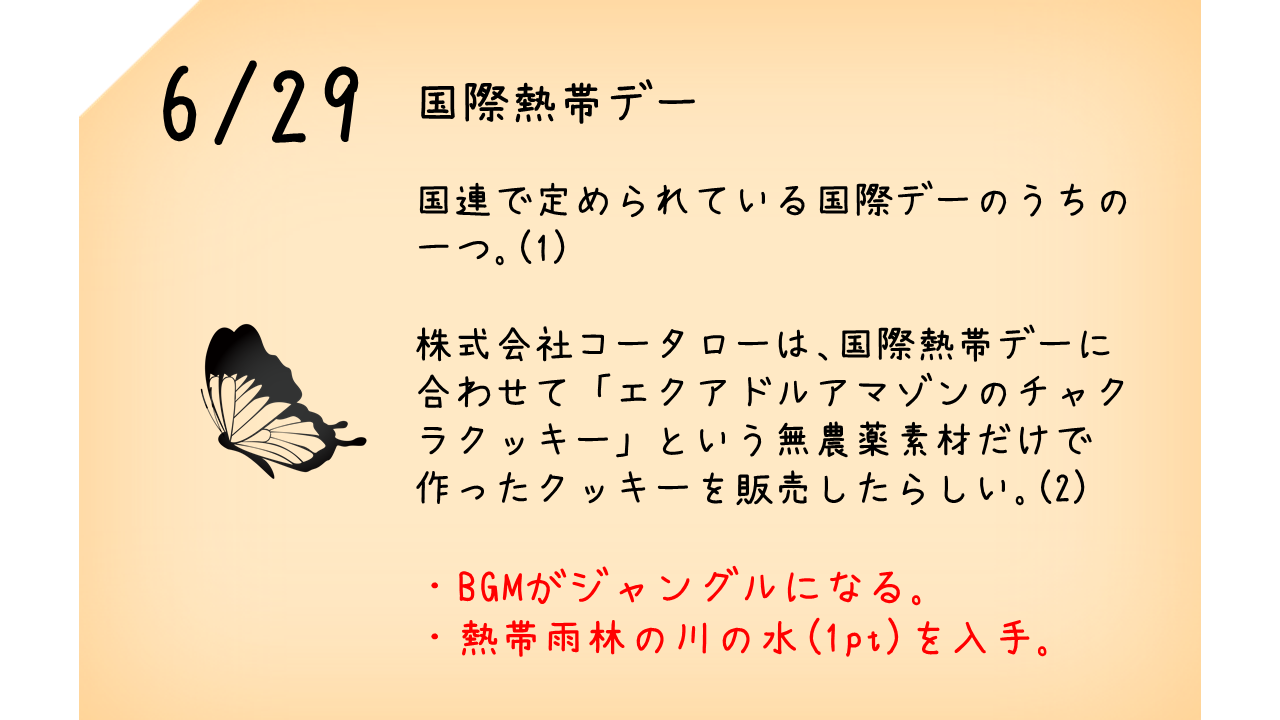 6/29
国際熱帯デー
国連で定められている国際デーのうちの
一つ。(1)
株式会社コータローは、国際熱帯デーに
合わせて「エクアドルアマゾンのチャク
ラクッキー」という無農薬素材だけで
作ったクッキーを販売したらしい。(2)
・BGMがジャングルになる。
・熱帯雨林の川の水(1pt)を入手。